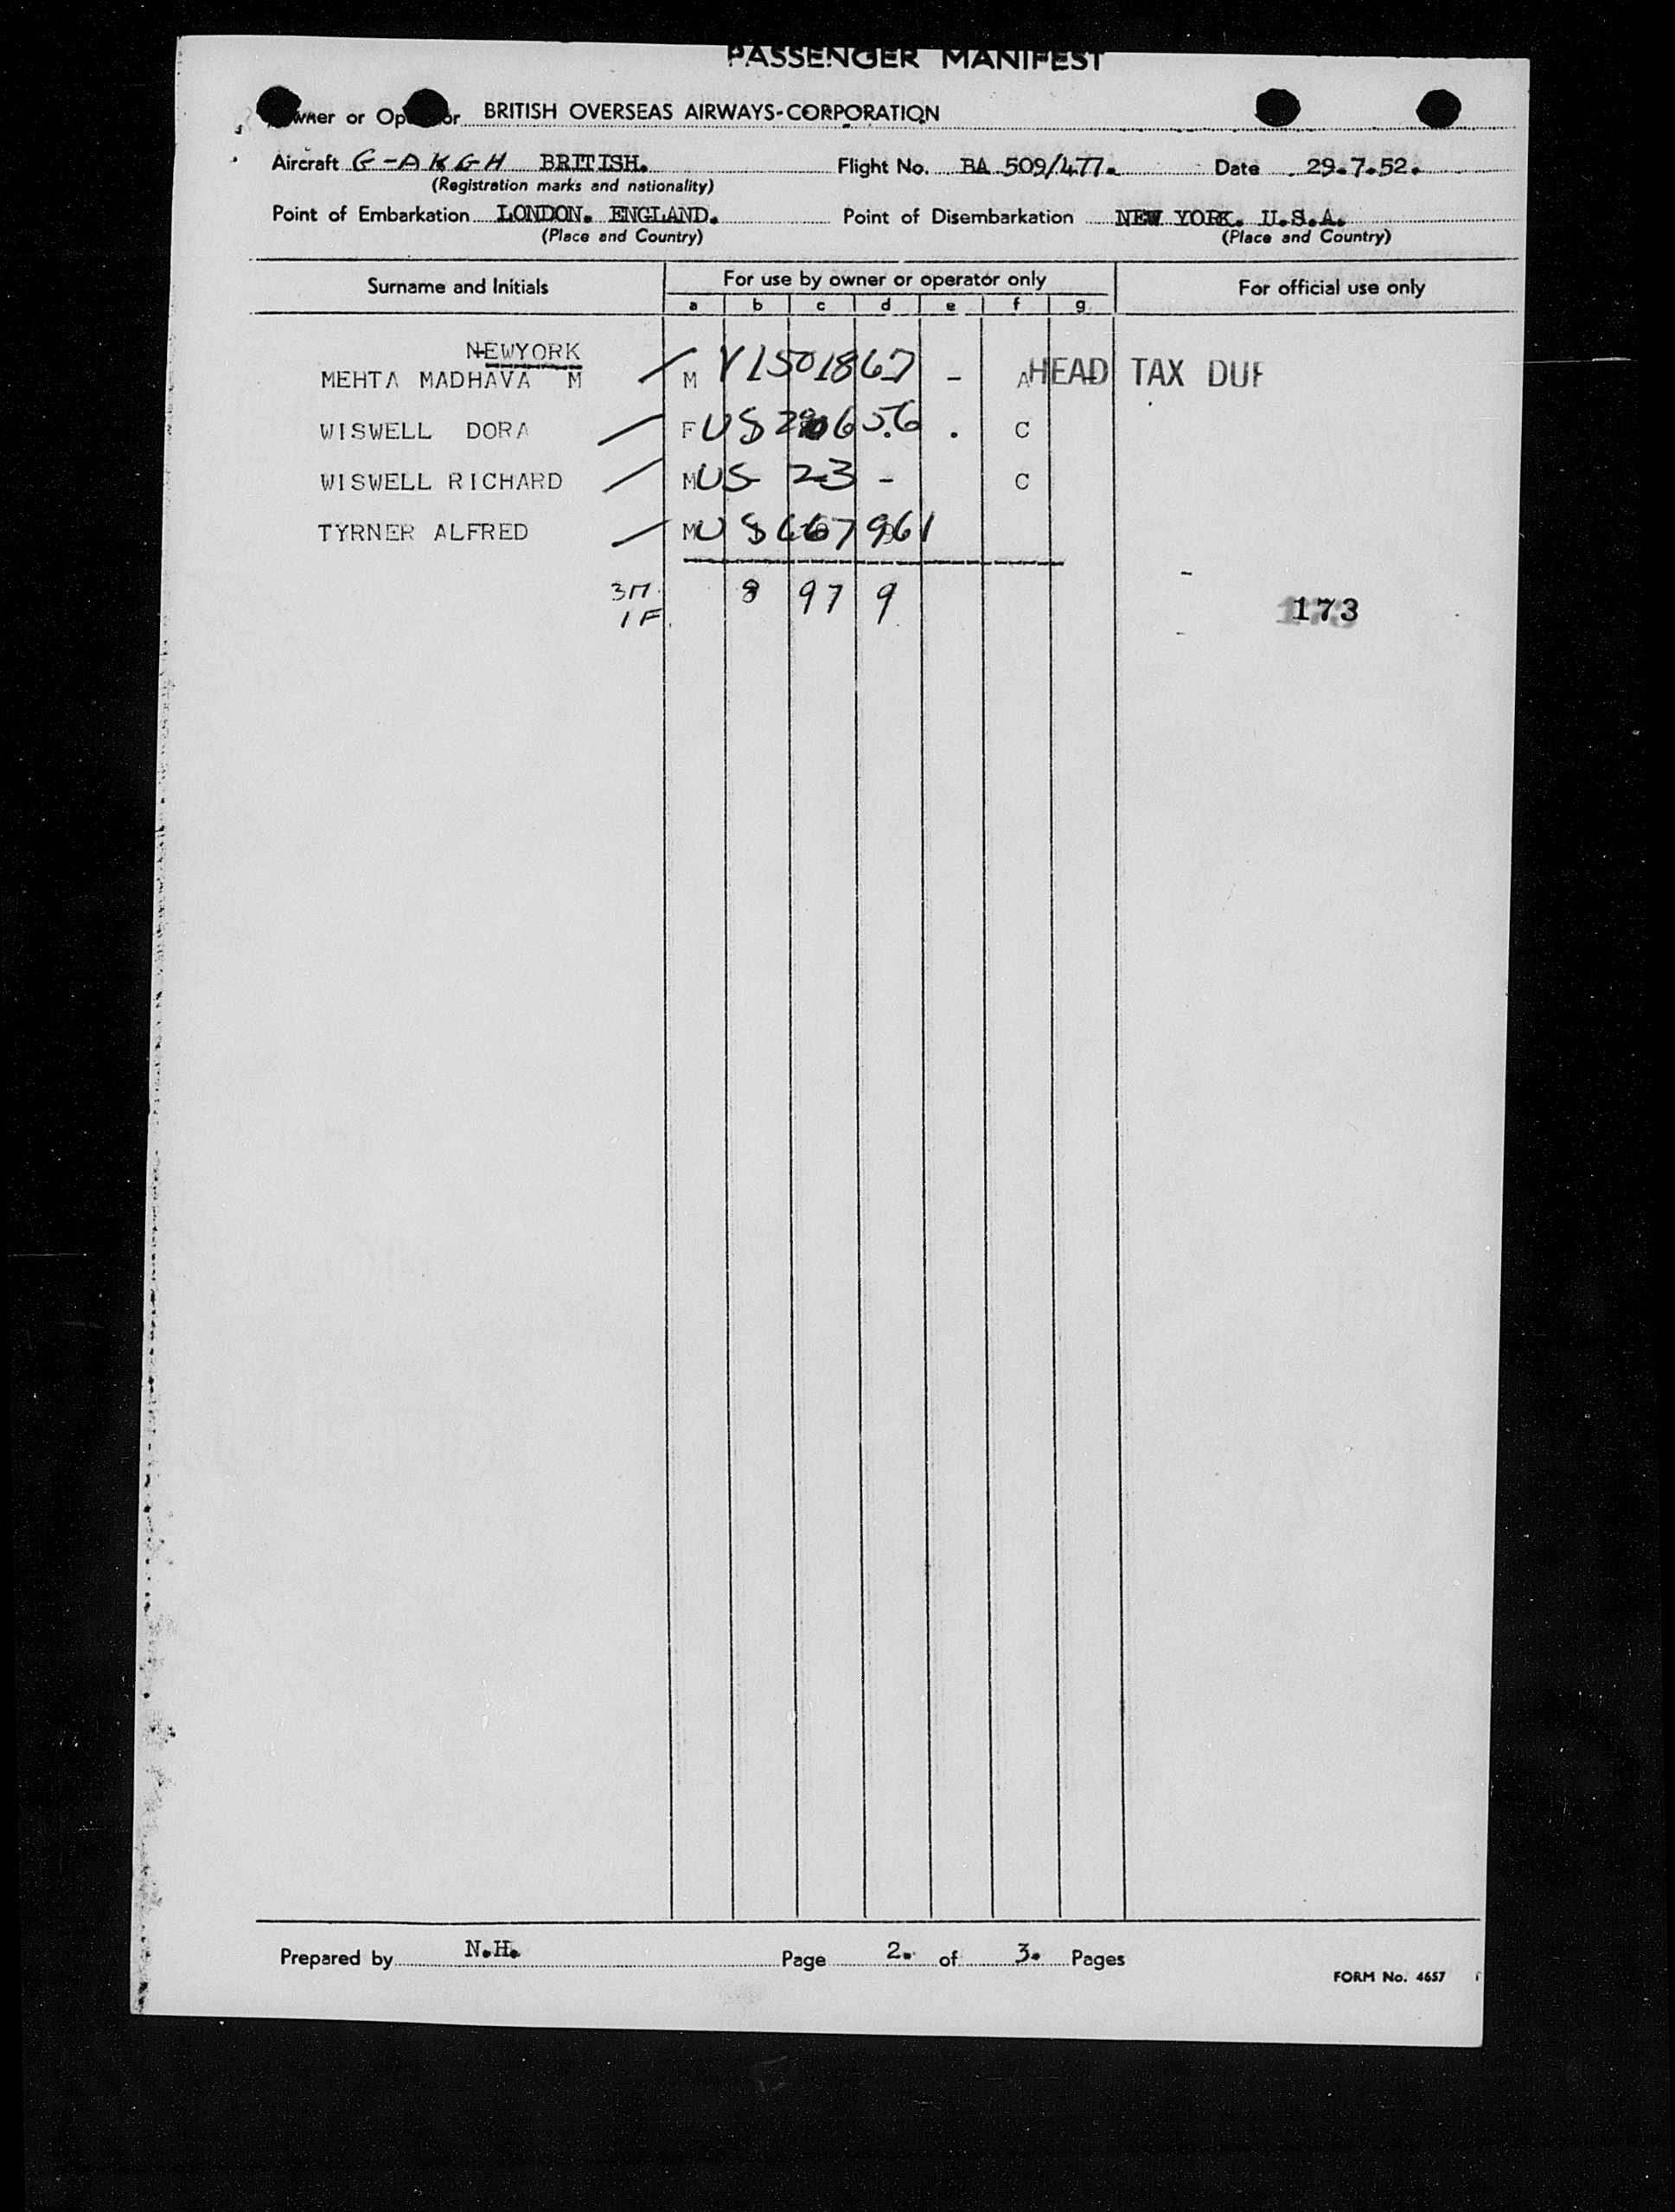 PASSENGER MANIFEST
BRITISH OVERSEAS AIRWAYS-CORPORATION
Aircraft G-AKGH BRITISH. Flight No. BA 509/477. Date 29.7.52.
(Registration marks and nationality)
Point of Embarkation LONDON. ENGLAND. Point of Disembarkation NEW YORK. U.S.A.
(Place and Country) (Place and Country)
Surname and Initials For use by owner or operator only For official use only
a b c d e f g
NEWYORK
MEHTA MADHAVA M M V1501867 - A HEAD TAX DUE
WISWELL DORA F US . C
WISWELL RICHARD M US 23 - C
TYRNER ALFRED M US 667961
3M 8 97 9
1F 173
Prepared by N.H. Page 2. of 3. Pages
FORM No. 4657